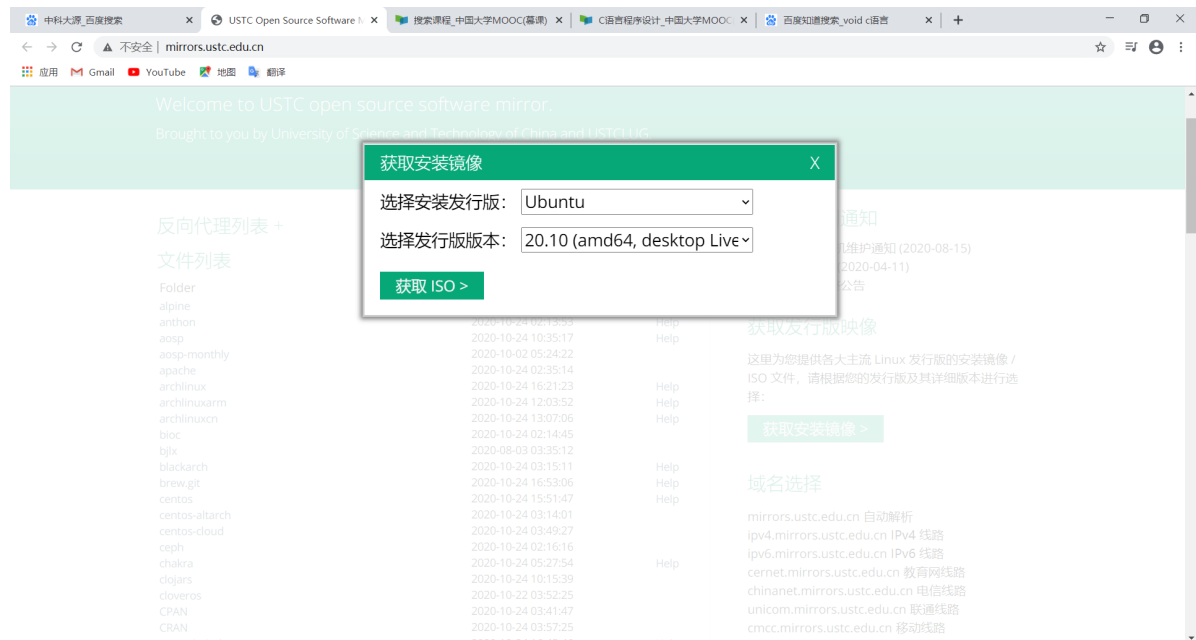 中科大源_百度搜索
USTC Open Source Software M
搜索课程_中国大学MOOC(慕课)
C语言程序设计_中国大学MOOC
百度知道搜索_void c语言
不安全 | mirrors.ustc.edu.cn
应用 Gmail YouTube 地图 翻译
Welcome to USTC open source software mirror.
Brought to you by University of Science and Technology of China and USTCLUG
获取安装镜像 X
选择安装发行版： Ubuntu
选择发行版版本： 20.10 (amd64, desktop Live
获取 ISO >
反向代理列表 +
文件列表
Folder
alpine
anthon 2020-10-24 02:13:53 Help
aosp 2020-10-24 10:35:17 Help
aosp-monthly 2020-10-02 05:24:22
apache 2020-10-24 02:35:14
archlinux 2020-10-24 16:21:23 Help
archlinuxarm 2020-10-24 12:03:52 Help
archlinuxcn 2020-10-24 13:07:06 Help
bioc 2020-10-24 02:14:45
bjlx 2020-08-03 03:35:12
blackarch 2020-10-24 03:15:11 Help
brew.git 2020-10-24 16:53:06 Help
centos 2020-10-24 15:51:47 Help
centos-altarch 2020-10-24 03:14:01
centos-cloud 2020-10-24 03:49:27
ceph 2020-10-24 02:16:16
chakra 2020-10-24 05:27:54 Help
clojars 2020-10-24 10:15:39
cloveros 2020-10-22 03:52:25
CPAN 2020-10-24 03:41:47
CRAN 2020-10-24 03:57:25
通知
机维护通知 (2020-08-15)
2020-04-11)
公告
获取发行版映像
这里为您提供各大主流 Linux 发行版的安装镜像 /
ISO 文件，请根据您的发行版及其详细版本进行选
择：
获取安装镜像 >
域名选择
mirrors.ustc.edu.cn 自动解析
ipv4.mirrors.ustc.edu.cn IPv4 线路
ipv6.mirrors.ustc.edu.cn IPv6 线路
cernet.mirrors.ustc.edu.cn 教育网线路
chinanet.mirrors.ustc.edu.cn 电信线路
unicom.mirrors.ustc.edu.cn 联通线路
cmcc.mirrors.ustc.edu.cn 移动线路